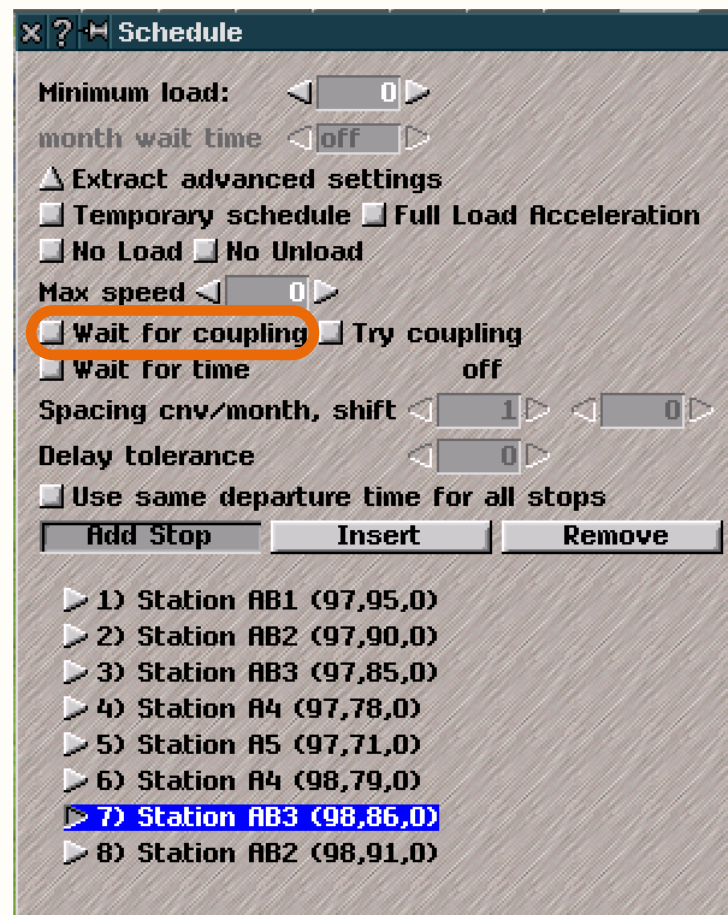 x ? Schedule
Minimum load: 0
month wait time off
Extract advanced settings
Temporary schedule Full Load Acceleration
No Load No Unload
Max speed 0
Wait for coupling Try coupling
Wait for time off
Spacing cnv/month, shift 1 0
Delay tolerance 0
Use same departure time for all stops
Add Stop Insert Remove
1) Station AB1 (97,95,0)
2) Station AB2 (97,90,0)
3) Station AB3 (97,85,0)
4) Station A4 (97,78,0)
5) Station A5 (97,71,0)
6) Station A4 (98,79,0)
7) Station AB3 (98,86,0)
8) Station AB2 (98,91,0)